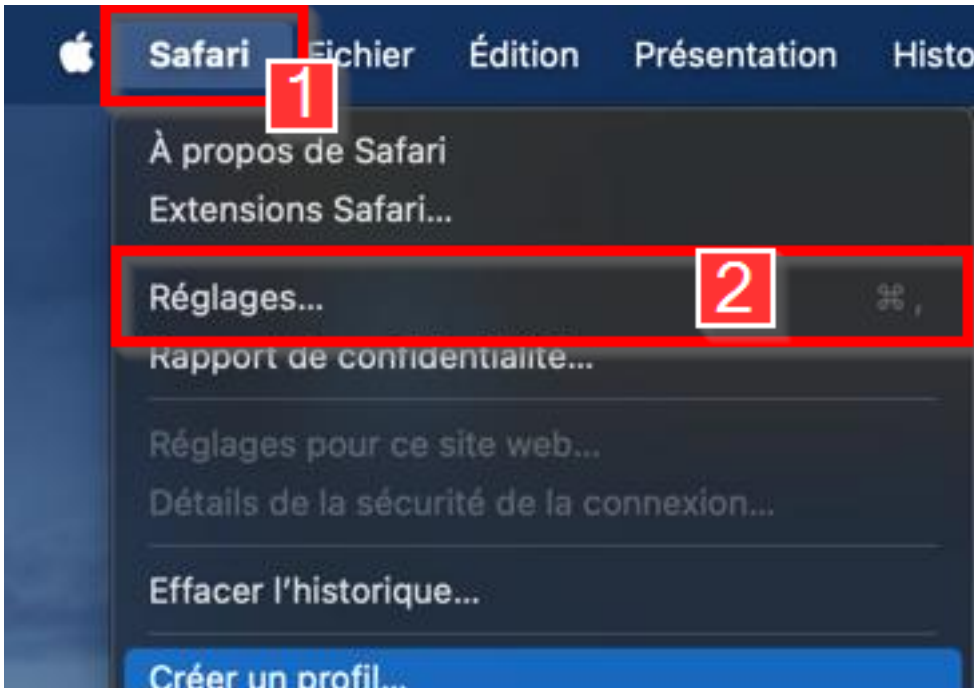 Safari Fichier Édition Présentation Histo
1
À propos de Safari
Extensions Safari...
Réglages... 2 ⌘ ,
Rapport de confidentialité...
Réglages pour ce site web...
Détails de la sécurité de la connexion...
Effacer l’historique...
Créer un profil...